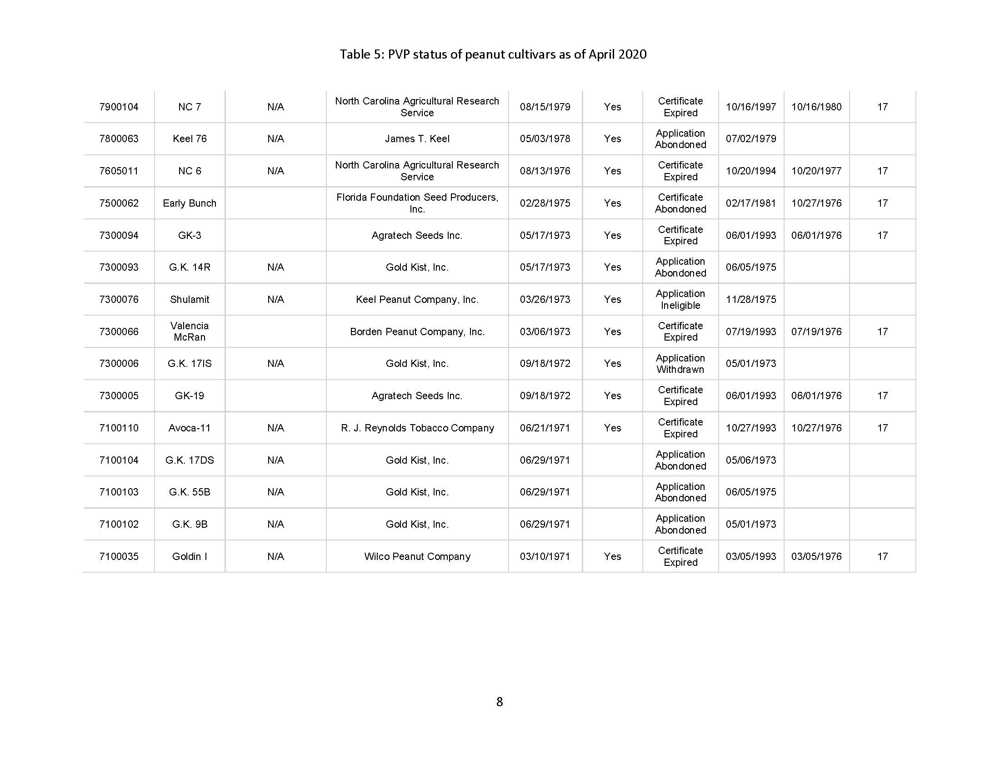 Table 5: PVP status of peanut cultivars as of April 2020
7900104 NC 7 N/A North Carolina Agricultural Research Service 08/15/1979 Yes Certificate Expired 10/16/1997 10/16/1980 17
7800063 Keel 76 N/A James T. Keel 05/03/1978 Yes Application Abondoned 07/02/1979
7605011 NC 6 N/A North Carolina Agricultural Research Service 08/13/1976 Yes Certificate Expired 10/20/1994 10/20/1977 17
7500062 Early Bunch Florida Foundation Seed Producers, Inc. 02/28/1975 Yes Certificate Abondoned 02/17/1981 10/27/1976 17
7300094 GK-3 Agratech Seeds Inc. 05/17/1973 Yes Certificate Expired 06/01/1993 06/01/1976 17
7300093 G.K. 14R N/A Gold Kist, Inc. 05/17/1973 Yes Application Abondoned 06/05/1975
7300076 Shulamit N/A Keel Peanut Company, Inc. 03/26/1973 Yes Application Ineligible 11/28/1975
7300066 Valencia McRan Borden Peanut Company, Inc. 03/06/1973 Yes Certificate Expired 07/19/1993 07/19/1976 17
7300006 G.K. 17IS N/A Gold Kist, Inc. 09/18/1972 Yes Application Withdrawn 05/01/1973
7300005 GK-19 Agratech Seeds Inc. 09/18/1972 Yes Certificate Expired 06/01/1993 06/01/1976 17
7100110 Avoca-11 N/A R. J. Reynolds Tobacco Company 06/21/1971 Yes Certificate Expired 10/27/1993 10/27/1976 17
7100104 G.K. 17DS N/A Gold Kist, Inc. 06/29/1971 Application Abondoned 05/06/1973
7100103 G.K. 55B N/A Gold Kist, Inc. 06/29/1971 Application Abondoned 06/05/1975
7100102 G.K. 9B N/A Gold Kist, Inc. 06/29/1971 Application Abondoned 05/01/1973
7100035 Goldin I N/A Wilco Peanut Company 03/10/1971 Yes Certificate Expired 03/05/1993 03/05/1976 17
8